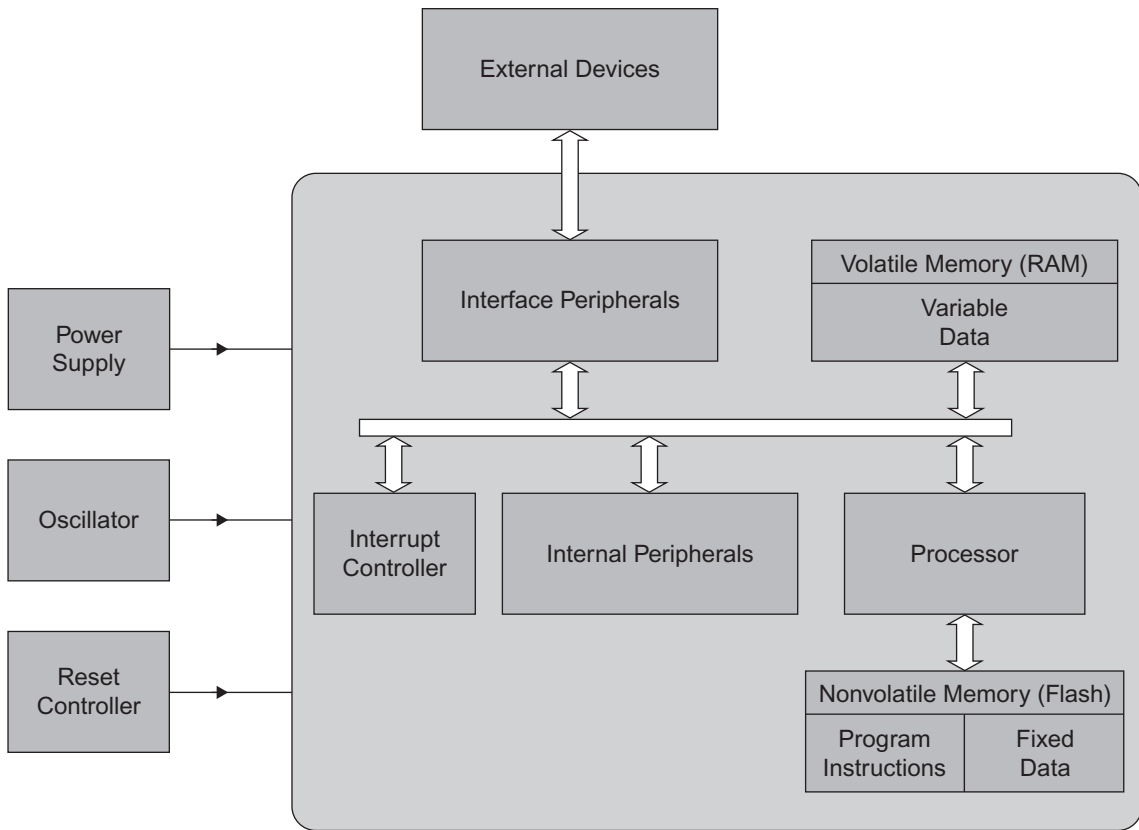 External Devices
Interface Peripherals
Volatile Memory (RAM)
Variable
Data
Power
Supply
Oscillator
Interrupt
Controller
Internal Peripherals
Processor
Reset
Controller
Nonvolatile Memory (Flash)
Program
Instructions
Fixed
Data